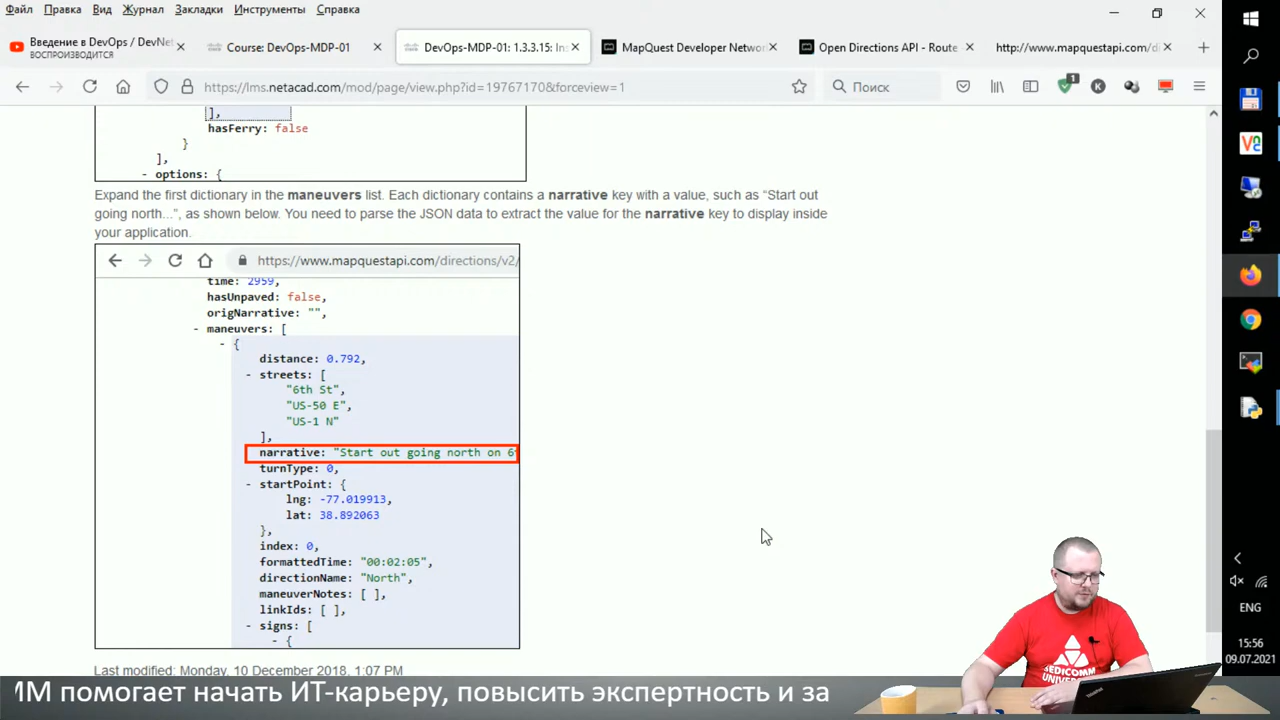 Файл Правка Вид Журнал Закладки Инструменты Справка
Введение в DevOps / DevNet
ВОСПРОИЗВОДИТСЯ
Course: DevOps-MDP-01
DevOps-MDP-01: 1.3.3.15: Ins
MapQuest Developer Network
Open Directions API - Route
http://www.mapquestapi.com/di
https://lms.netacad.com/mod/page/view.php?id=19767170&forceview=1
Поиск
1
],
hasFerry: false
}
],
- options: {
Expand the first dictionary in the maneuvers list. Each dictionary contains a narrative key with a value, such as “Start out
going north...”, as shown below. You need to parse the JSON data to extract the value for the narrative key to display inside
your application.
https://www.mapquestapi.com/directions/v2/
time: 2959,
hasUnpaved: false,
origNarrative: "",
- maneuvers: [
- {
distance: 0.792,
- streets: [
"6th St",
"US-50 E",
"US-1 N"
],
narrative: "Start out going north on 6
turnType: 0,
- startPoint: {
lng: -77.019913,
lat: 38.892063
},
index: 0,
formattedTime: "00:02:05",
directionName: "North",
maneuverNotes: [ ],
linkIds: [ ],
- signs: [
- {
Last modified: Monday, 10 December 2018, 1:07 PM
ИМ помогает начать ИТ-карьеру, повысить экспертность и за
SEDICOMM
UNIVERSITY
ThinkPad
ENG
15:56
09.07.2021